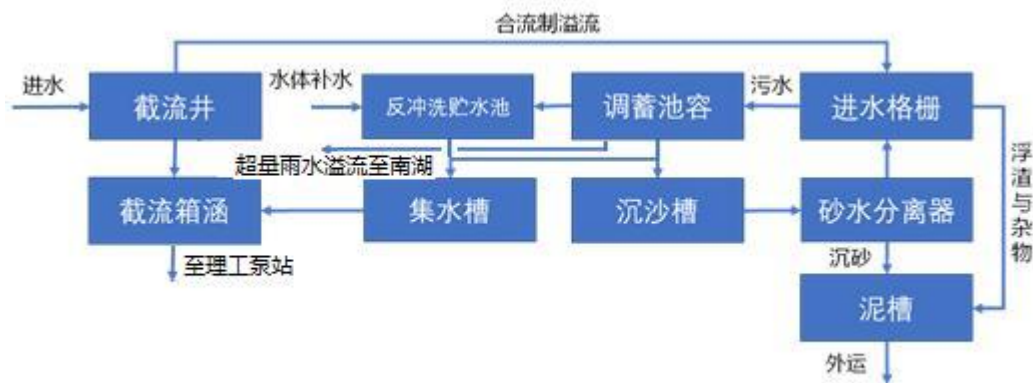 合流制溢流
进水
截流井
水体补水
反冲洗贮水池
调蓄池容
污水
进水格栅
超量雨水溢流至南湖
浮渣与杂物
截流箱涵
集水槽
沉沙槽
砂水分离器
至理工泵站
沉砂
泥槽
外运